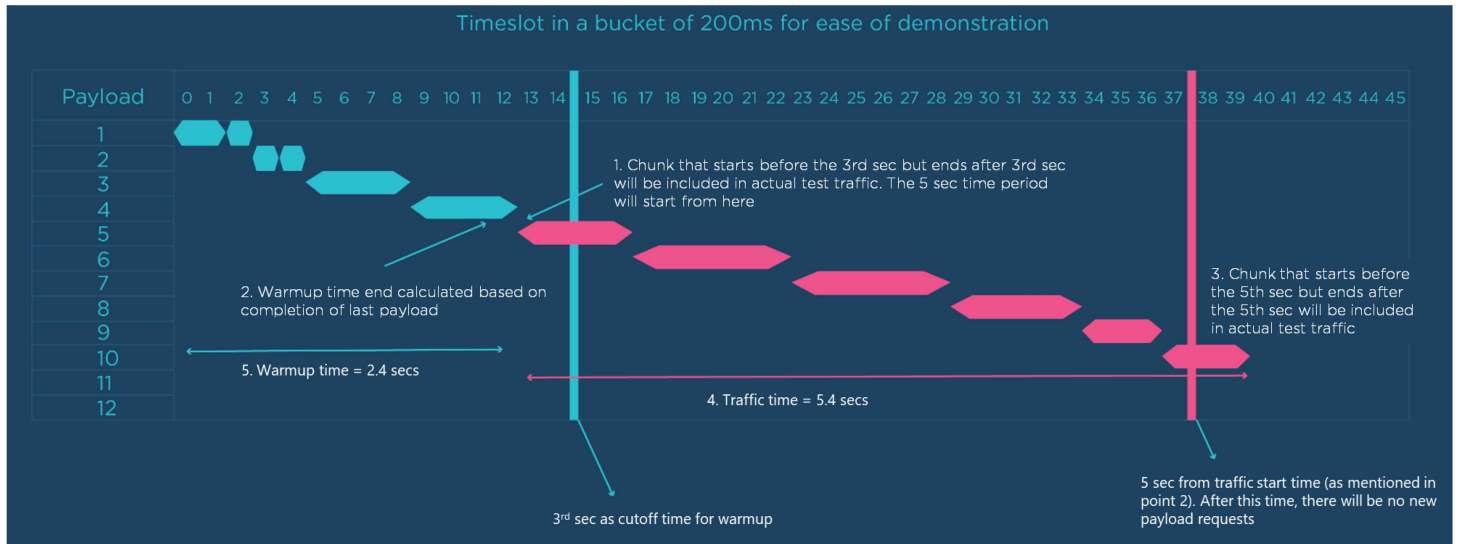 Timeslot in a bucket of 200ms for ease of demonstration
Payload 0 1 2 3 4 5 6 7 8 9 10 11 12 13 14 15 16 17 18 19 20 21 22 23 24 25 26 27 28 29 30 31 32 33 34 35 36 37 38 39 40 41 42 43 44 45
1
2
3
4
5
6
7
8
9
10
11
12
1. Chunk that starts before the 3rd sec but ends after 3rd sec
will be included in actual test traffic. The 5 sec time period
will start from here
2. Warmup time end calculated based on
completion of last payload
3. Chunk that starts before
the 5th sec but ends after
the 5th sec will be included
in actual test traffic
5. Warmup time = 2.4 secs
4. Traffic time = 5.4 secs
3rd sec as cutoff time for warmup
5 sec from traffic start time (as mentioned in
point 2). After this time, there will be no new
payload requests